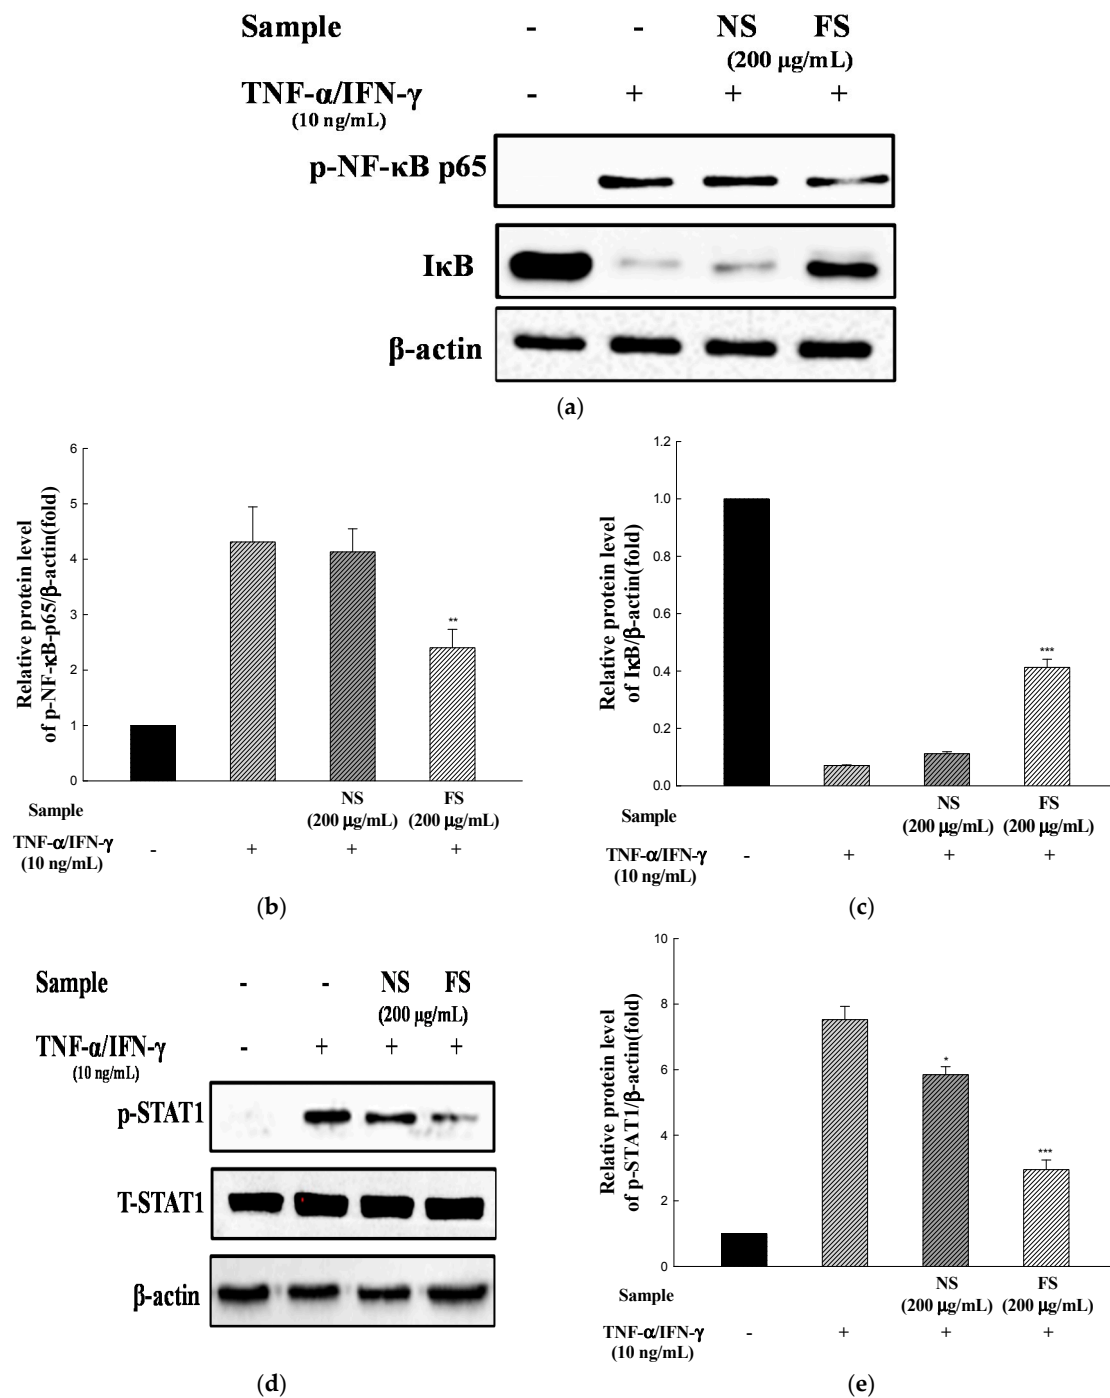 Sample - - NS FS
(200 μg/mL)
TNF-α/IFN-γ - + + +
(10 ng/mL)
p-NF-κB p65
IκB
β-actin
(a)
Relative protein level
of p-NF-κB-p65/β-actin(fold)
6
5
4
3
2
1
0
**
NS FS
Sample (200 μg/mL) (200 μg/mL)
TNF-α/IFN-γ - + + +
(10 ng/mL)
(b)
Relative protein level
of IκB/β-actin(fold)
1.2
1.0
0.8
0.6
0.4
0.2
0.0
***
NS FS
Sample (200 μg/mL) (200 μg/mL)
TNF-α/IFN-γ - + + +
(10 ng/mL)
(c)
Sample - - NS FS
(200 μg/mL)
TNF-α/IFN-γ - + + +
(10 ng/mL)
p-STAT1
T-STAT1
β-actin
(d)
Relative protein level
of p-STAT1/β-actin(fold)
10
8
6
4
2
0
*
***
NS FS
Sample (200 μg/mL) (200 μg/mL)
TNF-α/IFN-γ - + + +
(10 ng/mL)
(e)